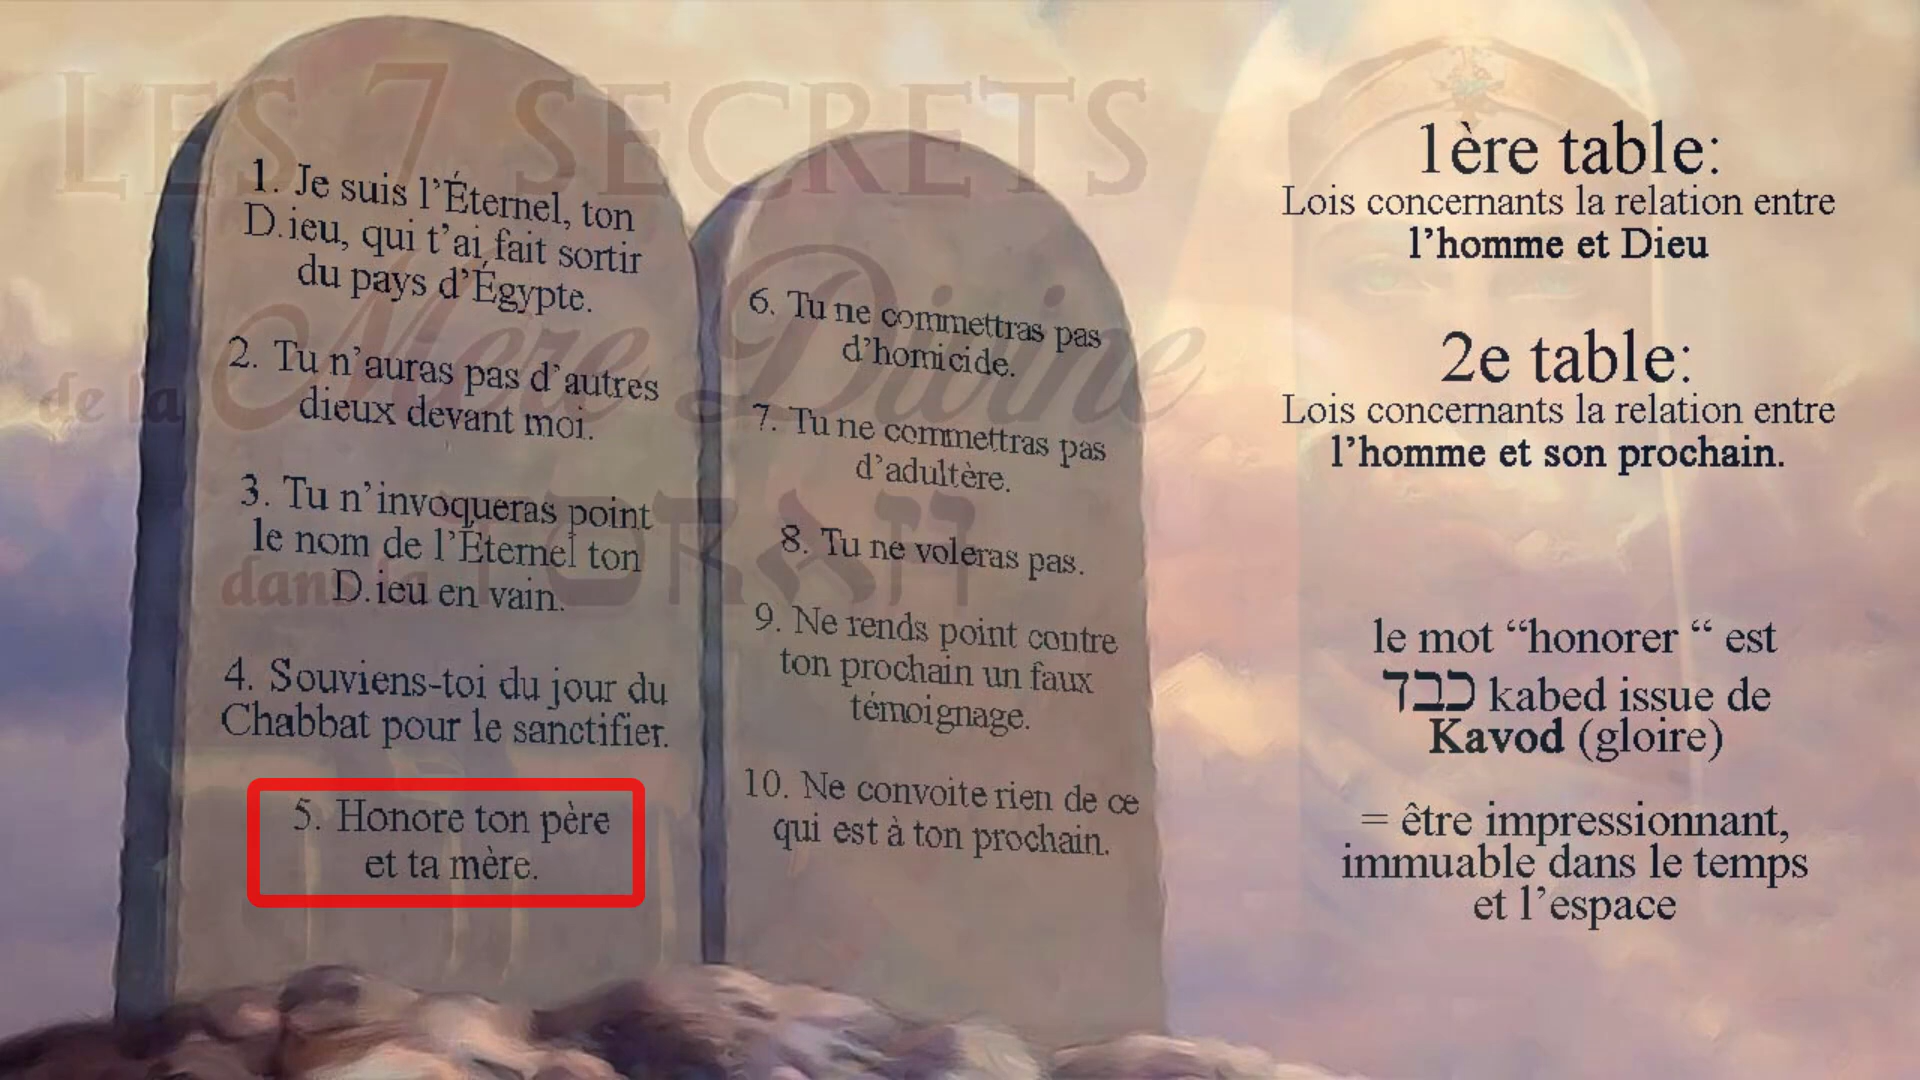 LES 7 SECRETS
de la Mère Divine
dans la TORAH
1. Je suis l’Éternel, ton
D.ieu, qui t’ai fait sortir
du pays d’Égypte.
2. Tu n’auras pas d’autres
dieux devant moi.
3. Tu n’invoqueras point
le nom de l’Éternel ton
D.ieu en vain.
4. Souviens-toi du jour du
Chabbat pour le sanctifier.
5. Honore ton père
et ta mère.
6. Tu ne commettras pas
d’homicide.
7. Tu ne commettras pas
d’adultère.
8. Tu ne voleras pas.
9. Ne rends point contre
ton prochain un faux
témoignage.
10. Ne convoite rien de ce
qui est à ton prochain.
1ère table:
Lois concernants la relation entre
l’homme et Dieu
2e table:
Lois concernants la relation entre
l’homme et son prochain.
le mot “honorer “ est
כבד kabed issue de
Kavod (gloire)
= être impressionnant,
immuable dans le temps
et l’espace